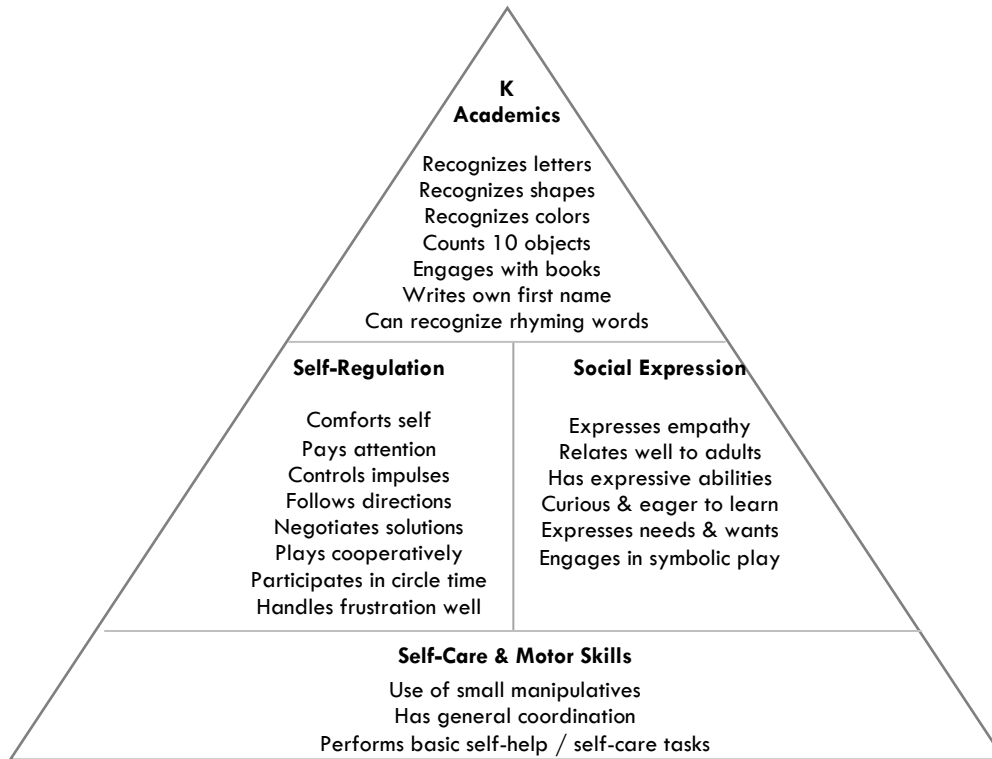 K
Academics
Recognizes letters
Recognizes shapes
Recognizes colors
Counts 10 objects
Engages with books
Writes own first name
Can recognize rhyming words
Self-Regulation
Comforts self
Pays attention
Controls impulses
Follows directions
Negotiates solutions
Plays cooperatively
Participates in circle time
Handles frustration well
Social Expression
Expresses empathy
Relates well to adults
Has expressive abilities
Curious & eager to learn
Expresses needs & wants
Engages in symbolic play
Self-Care & Motor Skills
Use of small manipulatives
Has general coordination
Performs basic self-help / self-care tasks